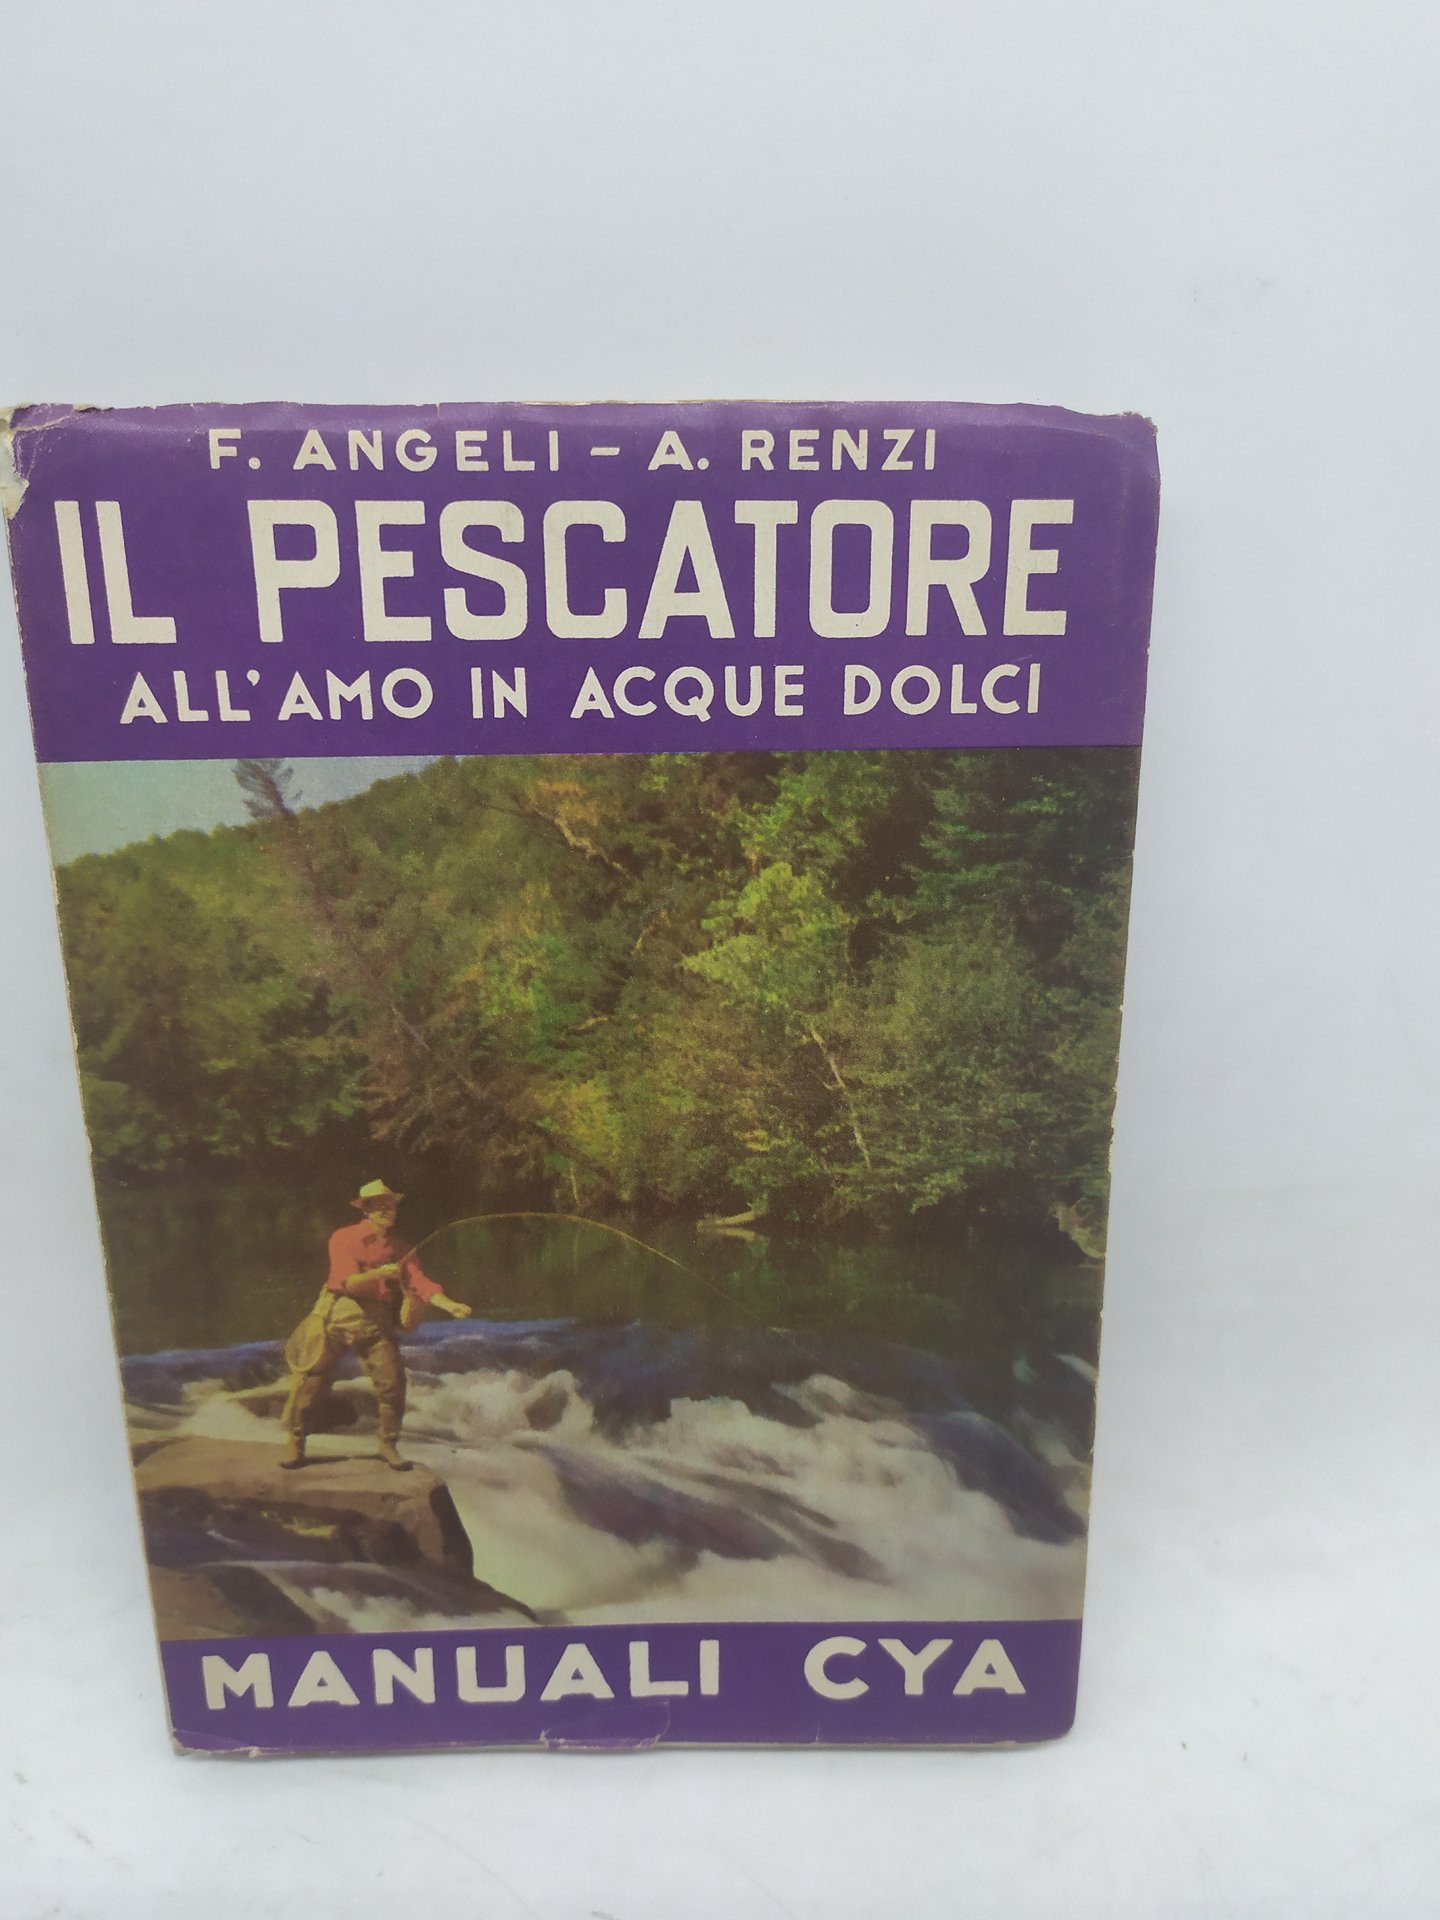 F. ANGELI - A. RENZI
IL PESCATORE
ALL'AMO IN ACQUE DOLCI
MANUALI CYA